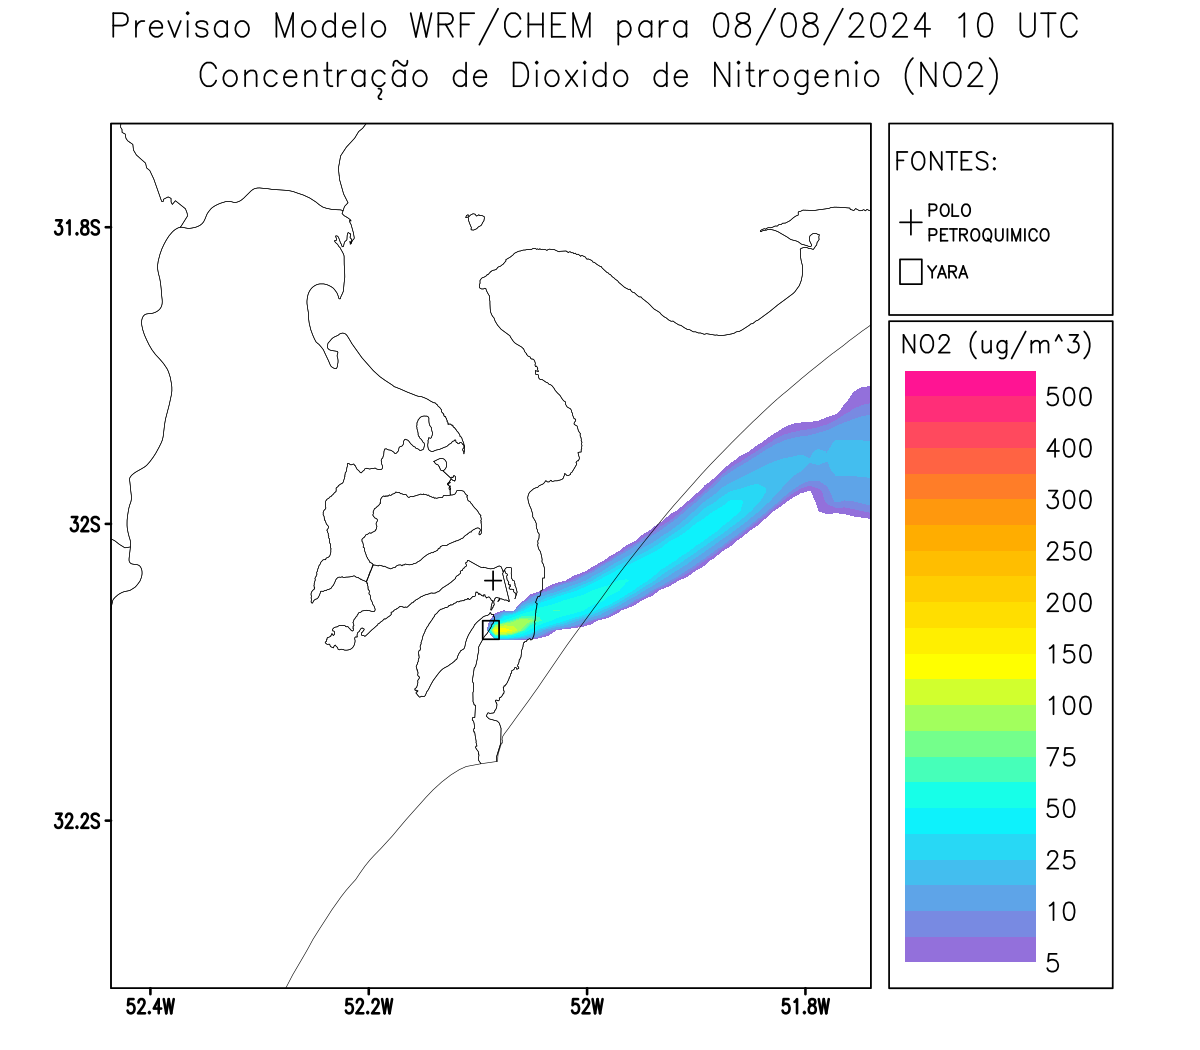 Previsao Modelo WRF/CHEM para 08/08/2024 10 UTC
Concentração de Dioxido de Nitrogenio (NO2)
FONTES:
POLO
PETROQUIMICO
YARA
NO2 (ug/m^3)
500
400
300
250
200
150
100
75
50
25
10
5
31.8S
32S
32.2S
52.4W
52.2W
52W
51.8W